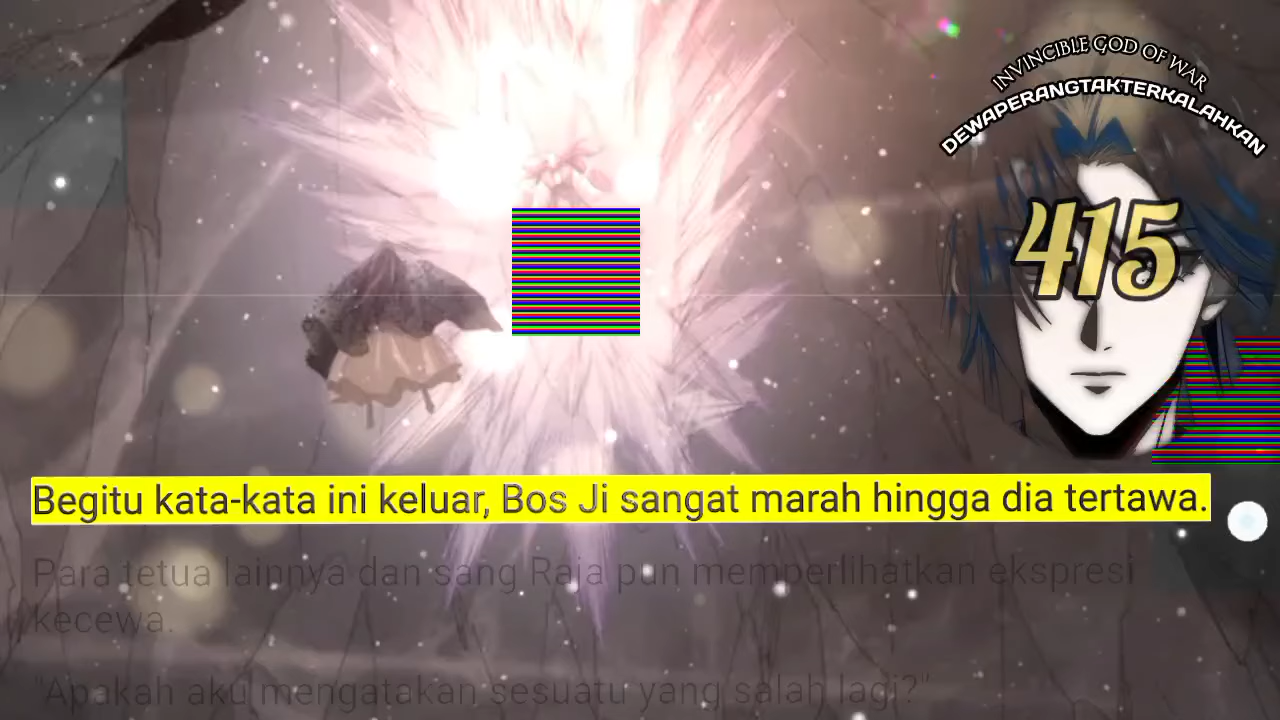 INVINCIBLE GOD OF WAR
DEWAPERANGTAKTERKALAHKAN
415
Begitu kata-kata ini keluar, Bos Ji sangat marah hingga dia tertawa.
Para tetua lainnya dan sang Raja pun memperlihatkan ekspresi
kecewa.
"Apakah aku mengatakan sesuatu yang salah lagi?"